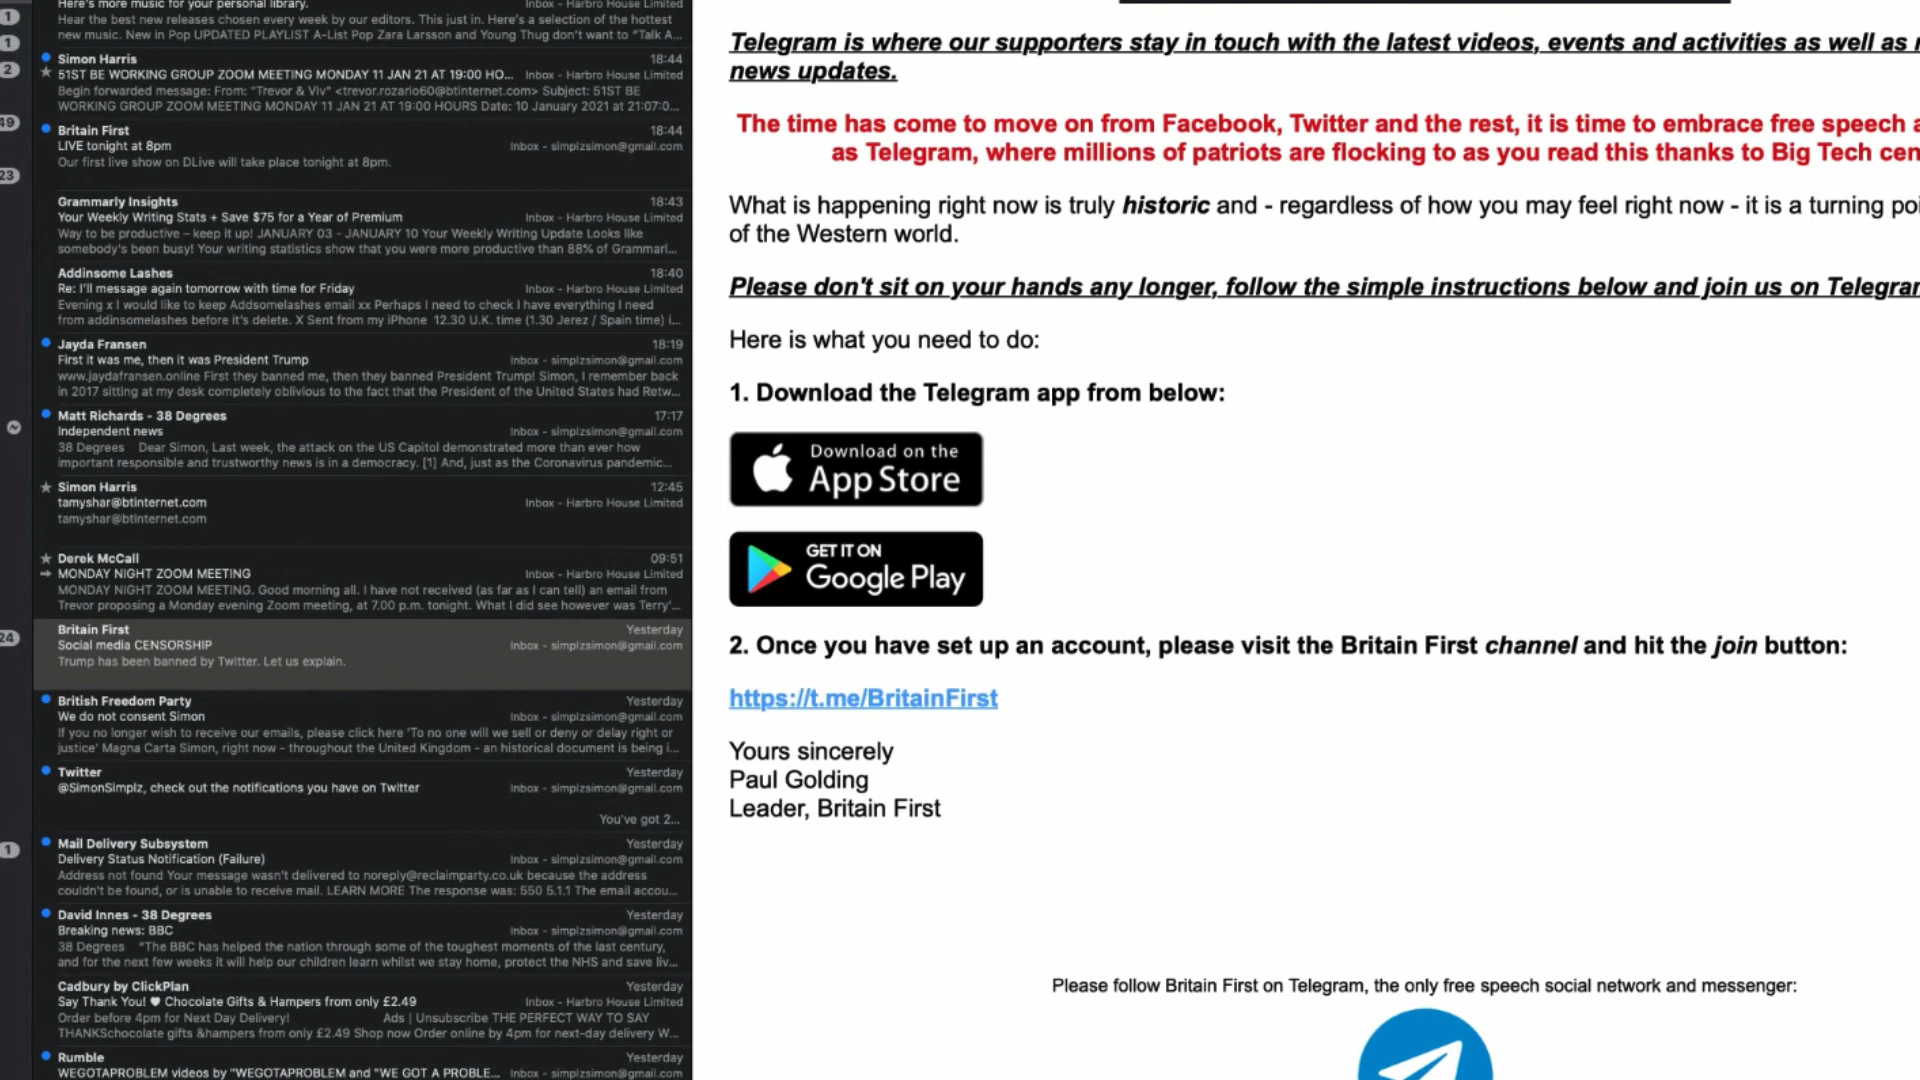 Here's more music for your personal library.
Inbox - Harbro House Limited
Hear the best new releases chosen every week by our editors. This just in. Here's a selection of the hottest
new music. New in Pop UPDATED PLAYLIST A-List Pop Zara Larsson and Young Thug don't want to "Talk A...
Simon Harris 18:44
51ST BE WORKING GROUP ZOOM MEETING MONDAY 11 JAN 21 AT 19:00 HO... Inbox - Harbro House Limited
Begin forwarded message: From: "Trevor & Viv" <trevor.rozario60@btinternet.com> Subject: 51ST BE
WORKING GROUP ZOOM MEETING MONDAY 11 JAN 21 AT 19:00 HOURS Date: 10 January 2021 at 21:07:0...
Britain First 18:44
LIVE tonight at 8pm Inbox - simplzsimon@gmail.com
Our first live show on DLive will take place tonight at 8pm.
Grammarly Insights 18:43
Your Weekly Writing Stats + Save $75 for a Year of Premium Inbox - Harbro House Limited
Way to be productive – keep it up! JANUARY 03 - JANUARY 10 Your Weekly Writing Update Looks like
somebody's been busy! Your writing statistics show that you were more productive than 88% of Grammarl...
Addinsome Lashes 18:40
Re: I'll message again tomorrow with time for Friday Inbox - Harbro House Limited
Evening x I would like to keep Addsomelashes email xx Perhaps I need to check I have everything I need
from addinsomelashes before it's delete. X Sent from my iPhone 12.30 U.K. time (1.30 Jerez / Spain time) i...
Jayda Fransen 18:19
First it was me, then it was President Trump Inbox - simplzsimon@gmail.com
www.jaydafransen.online First they banned me, then they banned President Trump! Simon, I remember back
in 2017 sitting at my desk completely oblivious to the fact that the President of the United States had Retw...
Matt Richards - 38 Degrees 17:17
Independent news Inbox - simplzsimon@gmail.com
38 Degrees Dear Simon, Last week, the attack on the US Capitol demonstrated more than ever how
important responsible and trustworthy news is in a democracy. [1] And, just as the Coronavirus pandemic...
Simon Harris 12:45
tamyshar@btinternet.com Inbox - Harbro House Limited
tamyshar@btinternet.com
Derek McCall 09:51
MONDAY NIGHT ZOOM MEETING Inbox - Harbro House Limited
MONDAY NIGHT ZOOM MEETING. Good morning all. I have not received (as far as I can tell) an email from
Trevor proposing a Monday evening Zoom meeting, at 7.00 p.m. tonight. What I did see however was Terry'...
Britain First Yesterday
Social media CENSORSHIP Inbox - simplzsimon@gmail.com
Trump has been banned by Twitter. Let us explain.
British Freedom Party Yesterday
We do not consent Simon Inbox - simplzsimon@gmail.com
If you no longer wish to receive our emails, please click here 'To no one will we sell or deny or delay right or
justice' Magna Carta Simon, right now - throughout the United Kingdom - an historical document is being i...
Twitter Yesterday
@SimonSimplz, check out the notifications you have on Twitter Inbox - simplzsimon@gmail.com
You've got 2...
Mail Delivery Subsystem Yesterday
Delivery Status Notification (Failure) Inbox - simplzsimon@gmail.com
Address not found Your message wasn't delivered to noreply@reclaimparty.co.uk because the address
couldn't be found, or is unable to receive mail. LEARN MORE The response was: 550 5.1.1 The email accou...
David Innes - 38 Degrees Yesterday
Breaking news: BBC Inbox - simplzsimon@gmail.com
38 Degrees "The BBC has helped the nation through some of the toughest moments of the last century,
and for the next few weeks it will help our children learn whilst we stay home, protect the NHS and save liv...
Cadbury by ClickPlan Yesterday
Say Thank You! ♥ Chocolate Gifts & Hampers from only £2.49 Inbox - Harbro House Limited
Order before 4pm for Next Day Delivery! Ads | Unsubscribe THE PERFECT WAY TO SAY
THANKSchocolate gifts &hampers from only £2.49 Shop now Order online by 4pm for next-day delivery W...
Rumble Yesterday
WEGOTAPROBLEM videos by "WEGOTAPROBLEM and "WE GOT A PROBLE... Inbox - simplzsimon@gmail.com
1
1
2
49
23
24
1
Telegram is where our supporters stay in touch with the latest videos, events and activities as well as
news updates.
The time has come to move on from Facebook, Twitter and the rest, it is time to embrace free speech
as Telegram, where millions of patriots are flocking to as you read this thanks to Big Tech cen
What is happening right now is truly historic and - regardless of how you may feel right now - it is a turning poi
of the Western world.
Please don't sit on your hands any longer, follow the simple instructions below and join us on Telegra
Here is what you need to do:
1. Download the Telegram app from below:
Download on the
App Store
GET IT ON
Google Play
2. Once you have set up an account, please visit the Britain First channel and hit the join button:
https://t.me/BritainFirst
Yours sincerely
Paul Golding
Leader, Britain First
Please follow Britain First on Telegram, the only free speech social network and messenger: